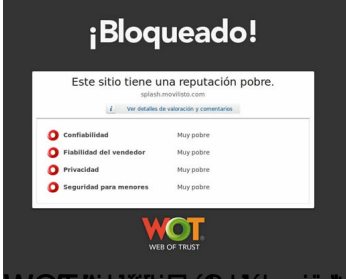 ¡Bloqueado!
Este sitio tiene una reputación pobre.
splash.movilisto.com
i Ver detalles de valoración y comentarios
Confiabilidad Muy pobre
Fiabilidad del vendedor Muy pobre
Privacidad Muy pobre
Seguridad para menores Muy pobre
WOT
WEB OF TRUST